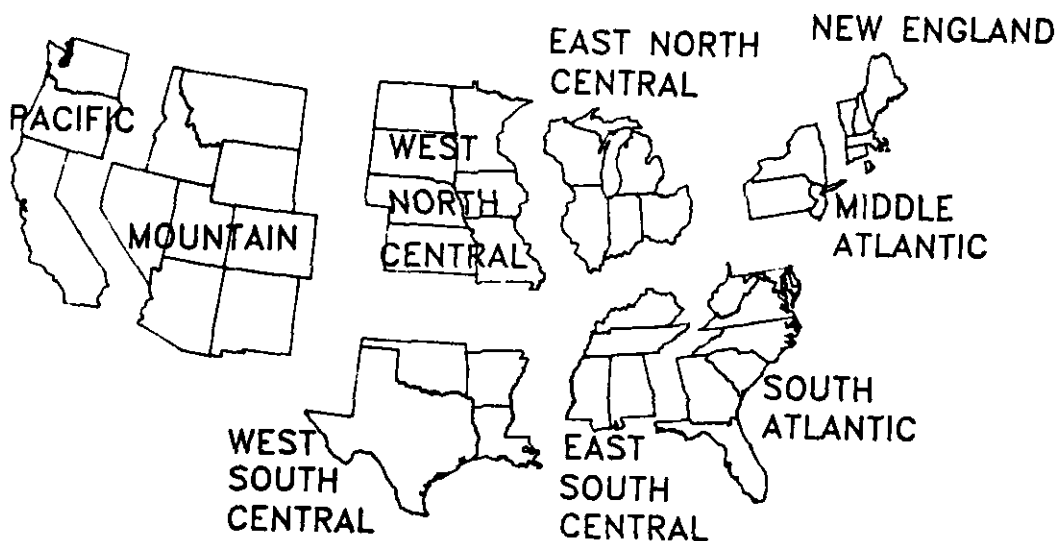 NEW ENGLAND
EAST NORTH
CENTRAL
PACIFIC
WEST
NORTH
CENTRAL
MOUNTAIN
MIDDLE
ATLANTIC
SOUTH
ATLANTIC
WEST
SOUTH
CENTRAL
EAST
SOUTH
CENTRAL